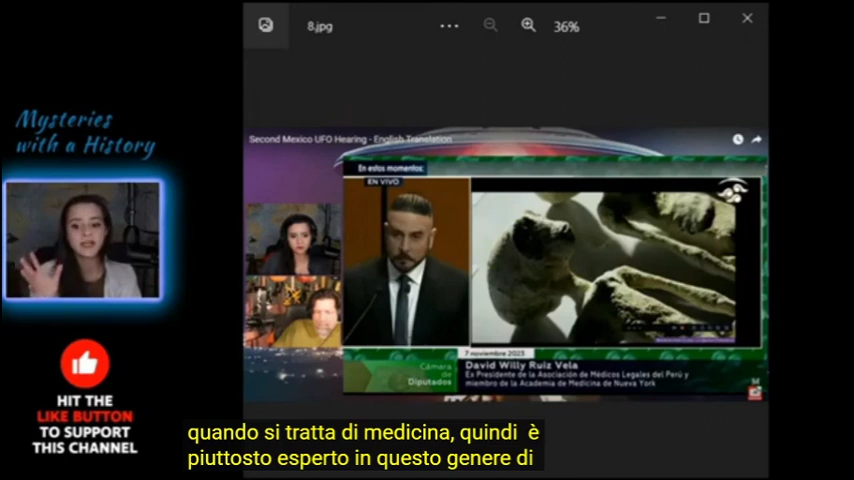 8.jpg
36%
Mysteries
with a History
Second Mexico UFO Hearing - English Translation
En estos momentos:
EN VIVO
7 noviembre 2023
Cámara
de
Diputados
David Willy Ruiz Vela
Ex Presidente de la Asociación de Médicos Legales del Perú y
miembro de la Academia de Medicina de Nueva York
HIT THE
LIKE BUTTON
TO SUPPORT
THIS CHANNEL
quando si tratta di medicina, quindi è
piuttosto esperto in questo genere di